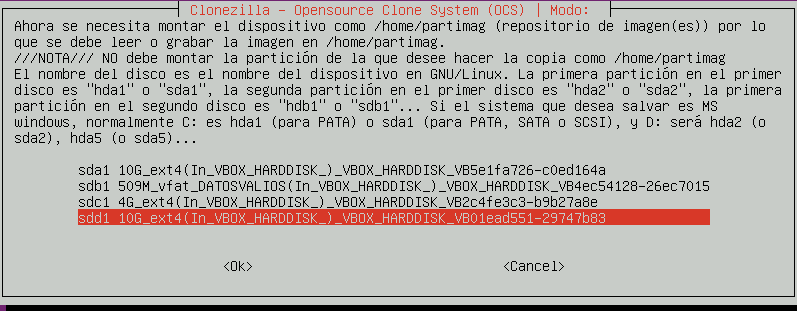 Clonezilla - Opensource Clone System (OCS) | Modo:
Ahora se necesita montar el dispositivo como /home/partimag (repositorio de imagen(es)) por lo
que se debe leer o grabar la imagen en /home/partimag.
///NOTA/// NO debe montar la partición de la que desee hacer la copia como /home/partimag
El nombre del disco es el nombre del dispositivo en GNU/Linux. La primera partición en el primer
disco es "hda1" o "sda1", la segunda partición en el primer disco es "hda2" o "sda2", la primera
partición en el segundo disco es "hdb1" o "sdb1"... Si el sistema que desea salvar es MS
windows, normalmente C: es hda1 (para PATA) o sda1 (para PATA, SATA o SCSI), y D: será hda2 (o
sda2), hda5 (o sda5)...
sda1 10G_ext4(In_VBOX_HARDDISK_)_VBOX_HARDDISK_VB5e1fa726-c0ed164a
sdb1 509M_vfat_DATOSVALIOS(In_VBOX_HARDDISK_)_VBOX_HARDDISK_VB4ec54128-26ec7015
sdc1 4G_ext4(In_VBOX_HARDDISK_)_VBOX_HARDDISK_VB2c4fe3c3-b9b27a8e
sdd1 10G_ext4(In_VBOX_HARDDISK_)_VBOX_HARDDISK_VB01ead551-29747b83
<Ok> <Cancel>